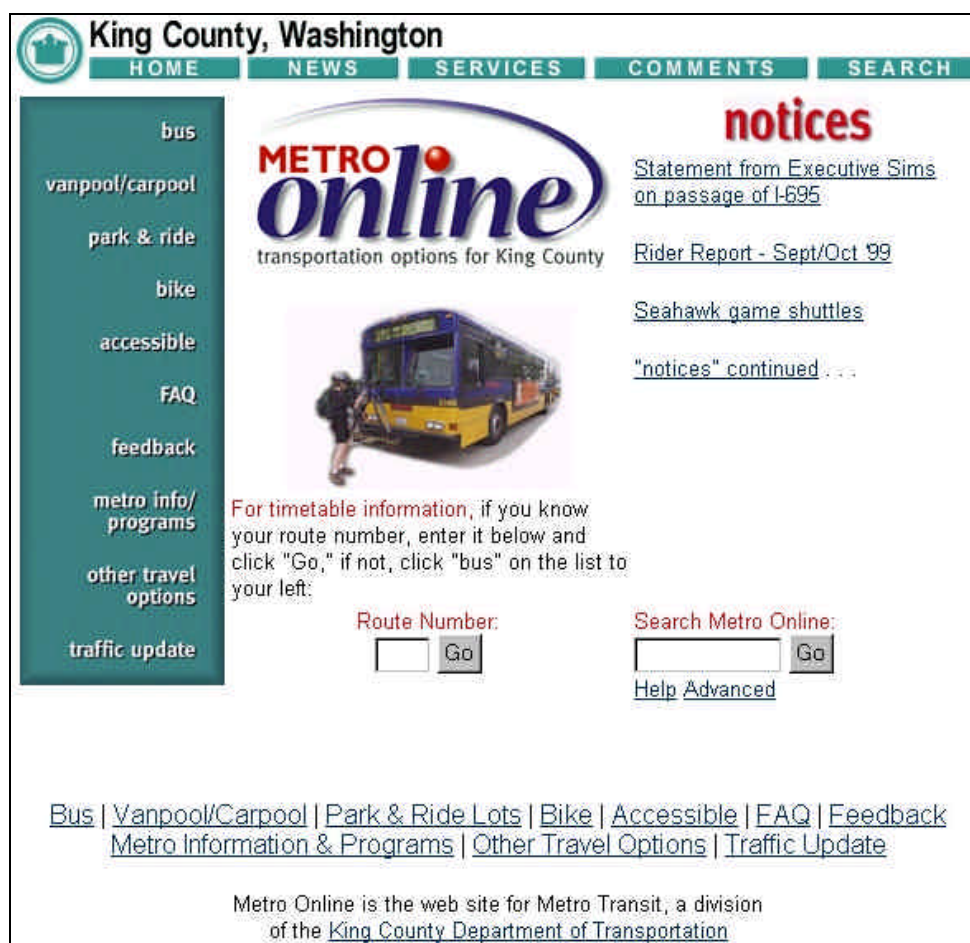 King County, Washington
HOME NEWS SERVICES COMMENTS SEARCH
bus
vanpool/carpool
park & ride
bike
accessible
FAQ
feedback
metro info/
programs
other travel
options
traffic update
METRO
online
transportation options for King County
For timetable information, if you know
your route number, enter it below and
click "Go," if not, click "bus" on the list to
your left:
Route Number:
Go
notices
Statement from Executive Sims
on passage of I-695
Rider Report - Sept/Oct '99
Seahawk game shuttles
"notices" continued . . .
Search Metro Online:
Go
Help Advanced
Bus | Vanpool/Carpool | Park & Ride Lots | Bike | Accessible | FAQ | Feedback
Metro Information & Programs | Other Travel Options | Traffic Update
Metro Online is the web site for Metro Transit, a division
of the King County Department of Transportation